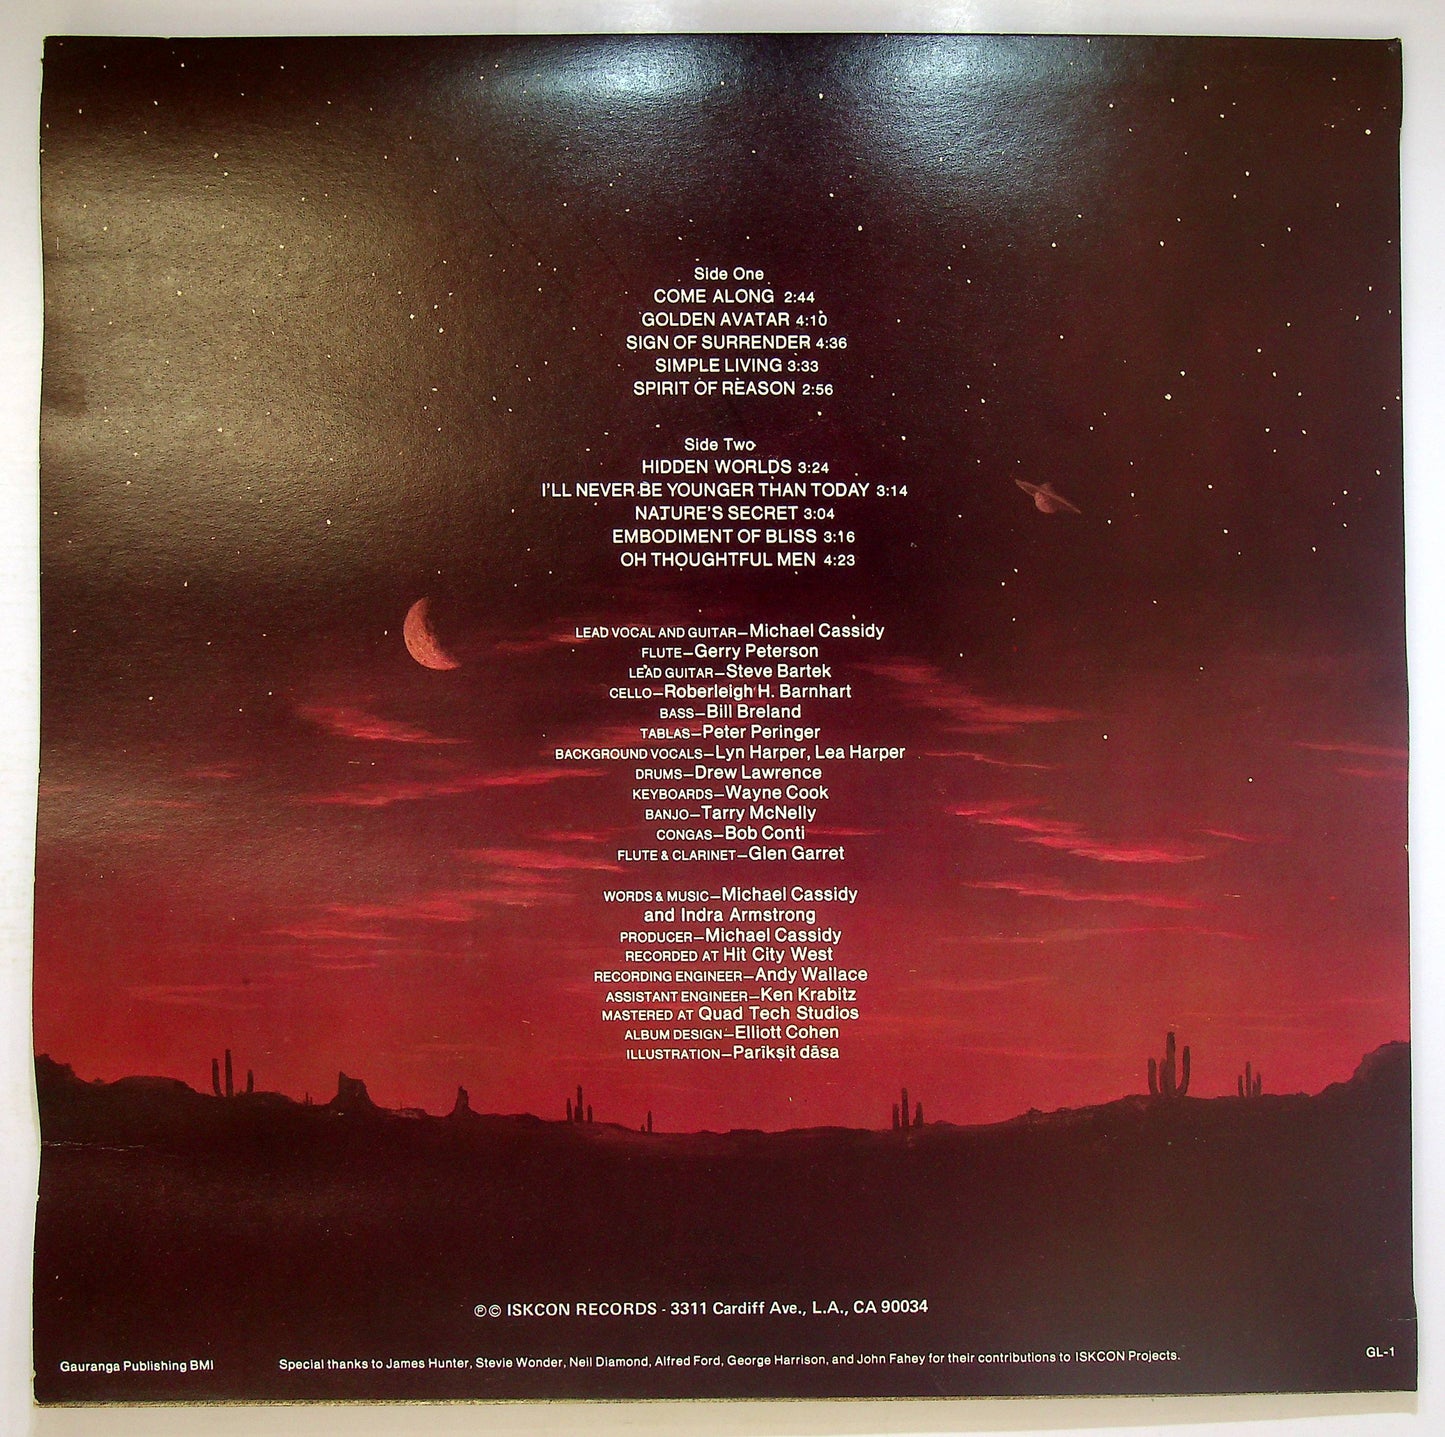 Side One
COME ALONG 2:44
GOLDEN AVATAR 4:10
SIGN OF SURRENDER 4:36
SIMPLE LIVING 3:33
SPIRIT OF REASON 2:56
Side Two
HIDDEN WORLDS 3:24
I'LL NEVER BE YOUNGER THAN TODAY 3:14
NATURE'S SECRET 3:04
EMBODIMENT OF BLISS 3:16
OH THOUGHTFUL MEN 4:23
LEAD VOCAL AND GUITAR—Michael Cassidy
FLUTE—Gerry Peterson
LEAD GUITAR—Steve Bartek
CELLO—Roberleigh H. Barnhart
BASS—Bill Breland
TABLAS—Peter Peringer
BACKGROUND VOCALS—Lyn Harper, Lea Harper
DRUMS—Drew Lawrence
KEYBOARDS—Wayne Cook
BANJO—Tarry McNelly
CONGAS—Bob Conti
FLUTE & CLARINET—Glen Garret
WORDS & MUSIC—Michael Cassidy
and Indra Armstrong
PRODUCER—Michael Cassidy
RECORDED AT Hit City West
RECORDING ENGINEER—Andy Wallace
ASSISTANT ENGINEER—Ken Krabitz
MASTERED AT Quad Tech Studios
ALBUM DESIGN—Elliott Cohen
ILLUSTRATION—Parīkṣit dāsa
℗© ISKCON RECORDS - 3311 Cardiff Ave., L.A., CA 90034
Gauranga Publishing BMI
Special thanks to James Hunter, Stevie Wonder, Neil Diamond, Alfred Ford, George Harrison, and John Fahey for their contributions to ISKCON Projects.
GL-1